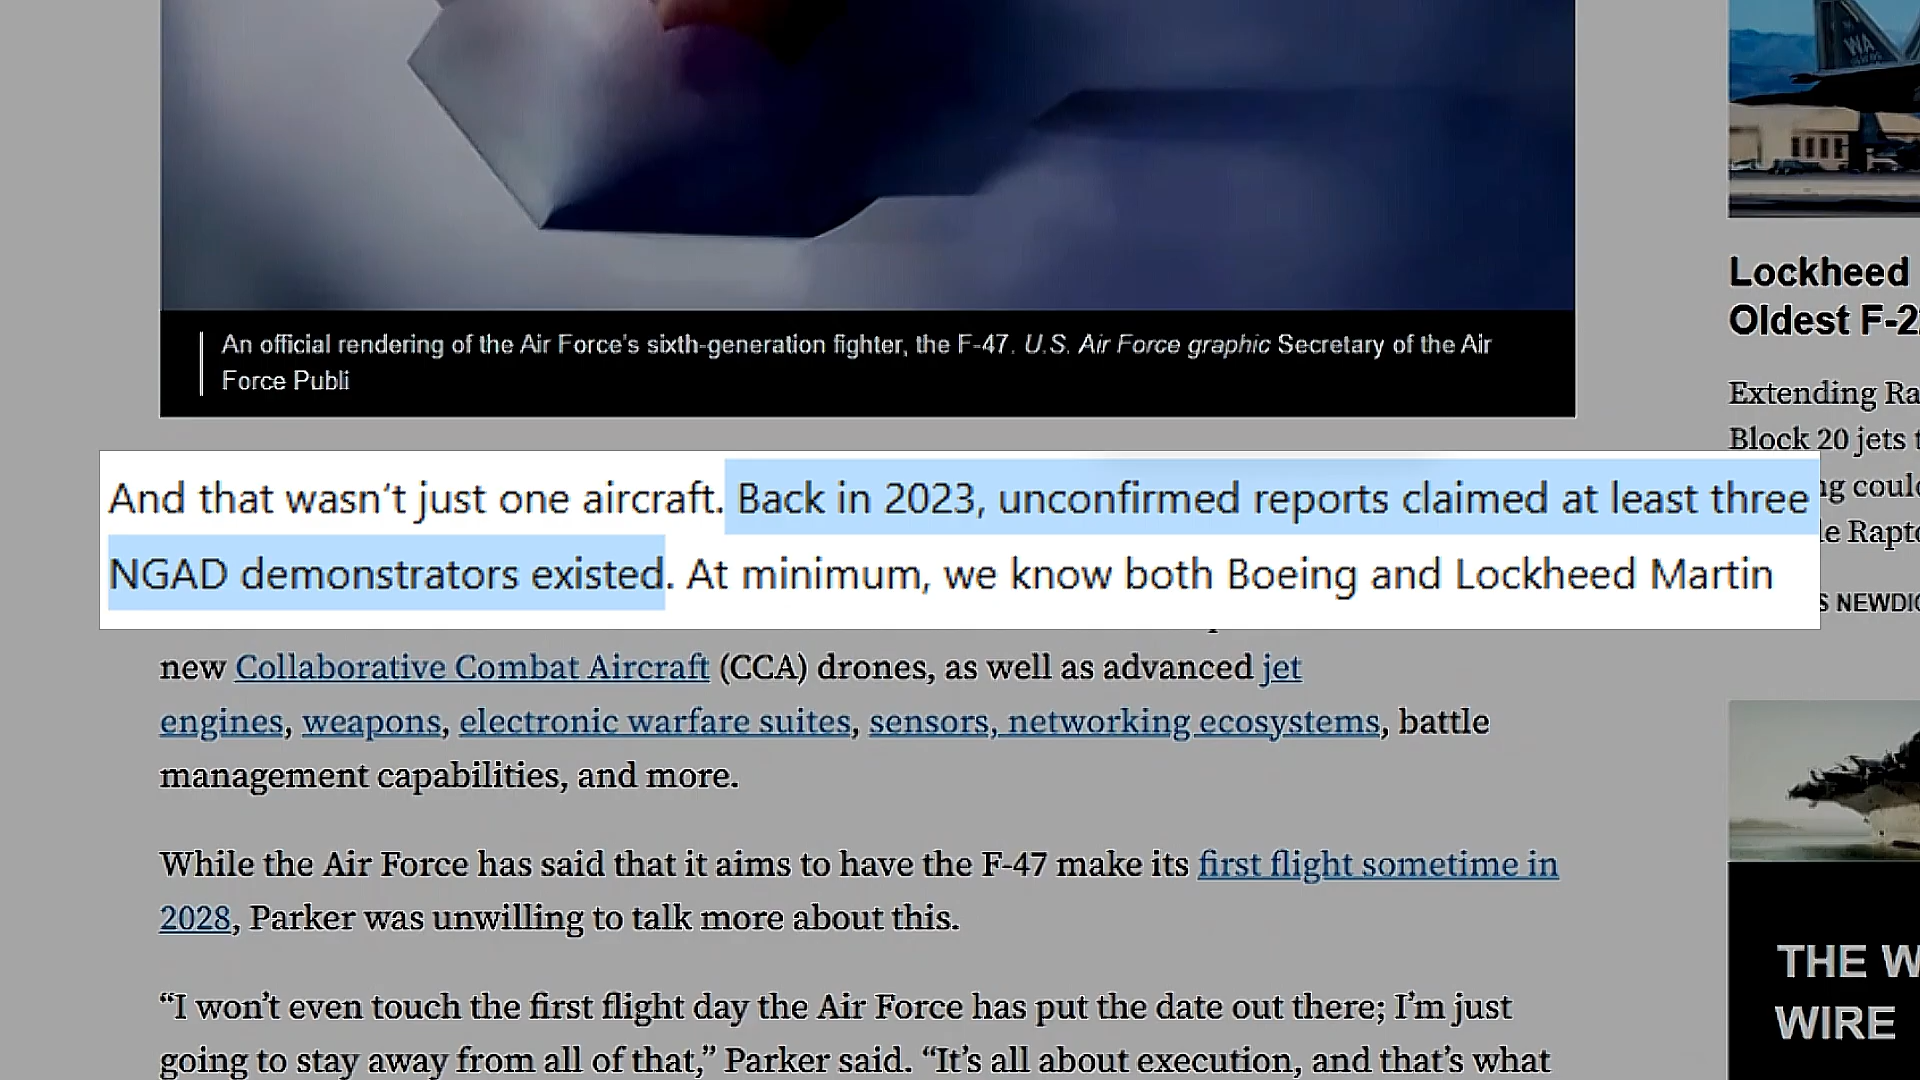 WA
An official rendering of the Air Force's sixth-generation fighter, the F-47. U.S. Air Force graphic Secretary of the Air
Force Publi
And that wasn't just one aircraft. Back in 2023, unconfirmed reports claimed at least three
NGAD demonstrators existed. At minimum, we know both Boeing and Lockheed Martin
new Collaborative Combat Aircraft (CCA) drones, as well as advanced jet
engines, weapons, electronic warfare suites, sensors, networking ecosystems, battle
management capabilities, and more.
While the Air Force has said that it aims to have the F-47 make its first flight sometime in
2028, Parker was unwilling to talk more about this.
“I won't even touch the first flight day the Air Force has put the date out there; I'm just
going to stay away from all of that,” Parker said. “It's all about execution, and that's what
Lockheed
Oldest F-2
Extending Ra
Block 20 jets t
THE W
WIRE